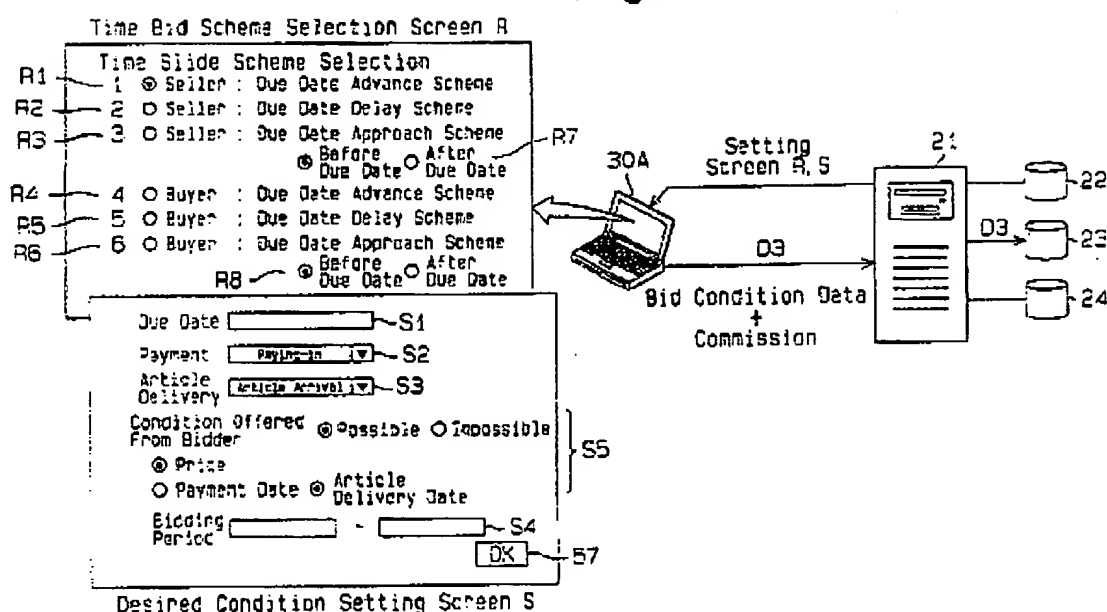 Time Bid Scheme Selection Screen R
Time Slide Scheme Selection
R1 1 Seller : Due Date Advance Scheme
R2 2 Seller : Due Date Delay Scheme
R3 3 Seller : Due Date Approach Scheme
Before Due Date After Due Date R7
R4 4 Buyer : Due Date Advance Scheme
R5 5 Buyer : Due Date Delay Scheme
R6 6 Buyer : Due Date Approach Scheme
R8 Before Due Date After Due Date
30A
Setting
Screen R, S
21
22
D3
23
D3
24
Bid Condition Data
+
Commission
Due Date S1
Payment Paying-in S2
Article Delivery Article Arrival S3
Condition Offered From Bidder Possible Impossible
S5
Price
Payment Date Article Delivery Date
Bidding Period - S4
OK S7
Desired Condition Setting Screen S